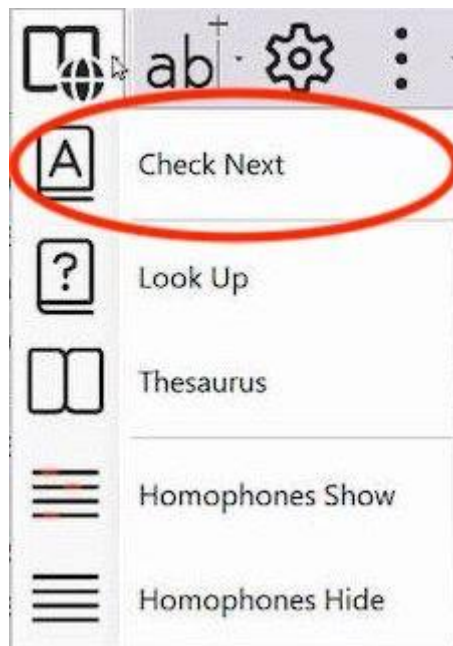 ab
A
Check Next
?
Look Up
Thesaurus
Homophones Show
Homophones Hide